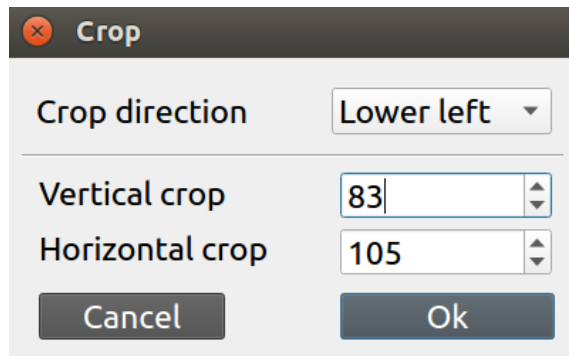 Crop
Crop direction Lower left
Vertical crop 83
Horizontal crop 105
Cancel Ok